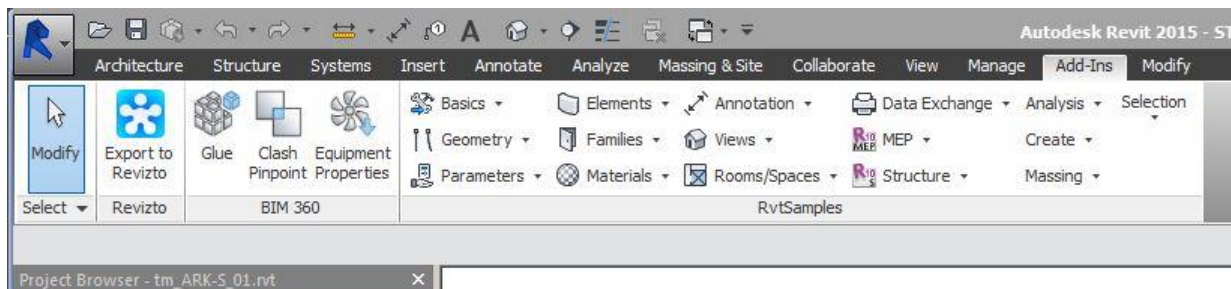 Autodesk Revit 2015 - ST
Architecture Structure Systems Insert Annotate Analyze Massing & Site Collaborate View Manage Add-Ins Modify
Basics Elements Annotation Data Exchange Analysis Selection
Modify Export to Revizto Glue Clash Pinpoint Equipment Properties
Geometry Families Views MEP Create
Parameters Materials Rooms/Spaces Structure Massing
Select Revizto BIM 360 RvtSamples
Project Browser - tm_ARK-S_01.rvt